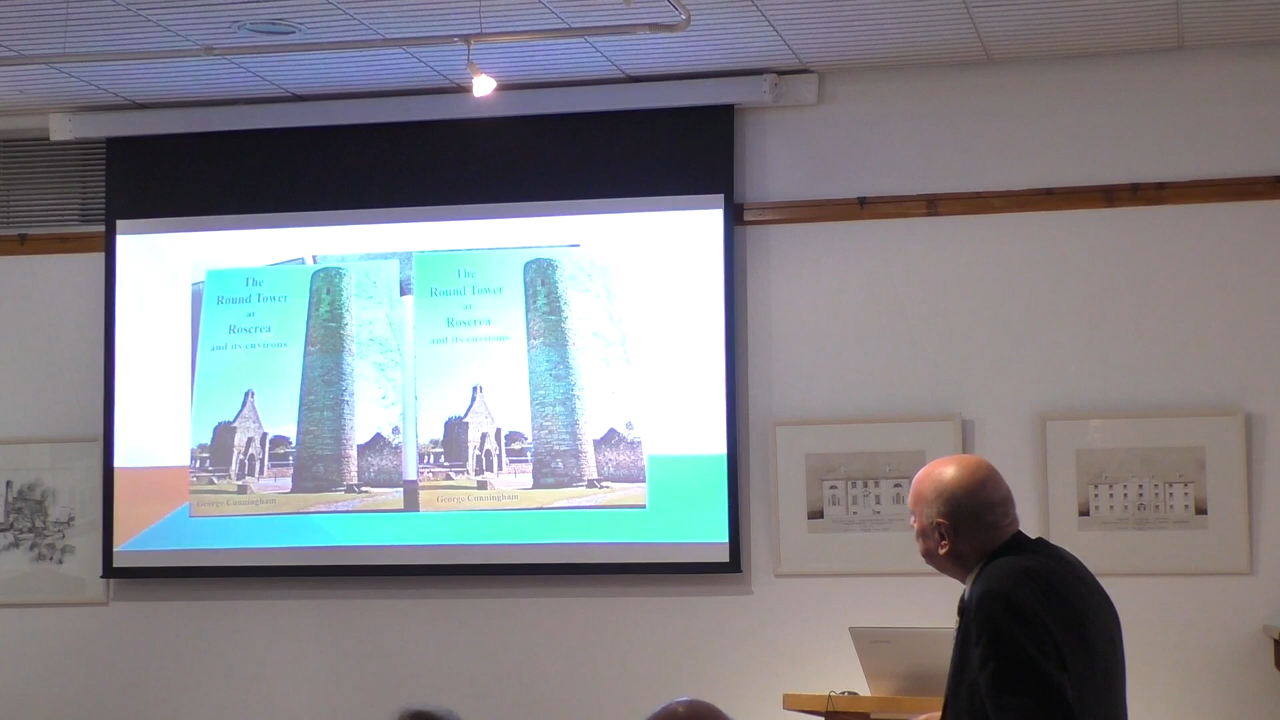 The
Round Tower
at
Roscrea
and its environs
George Cunningham
The
Round Tower
at
Roscrea
and its environs
George Cunningham